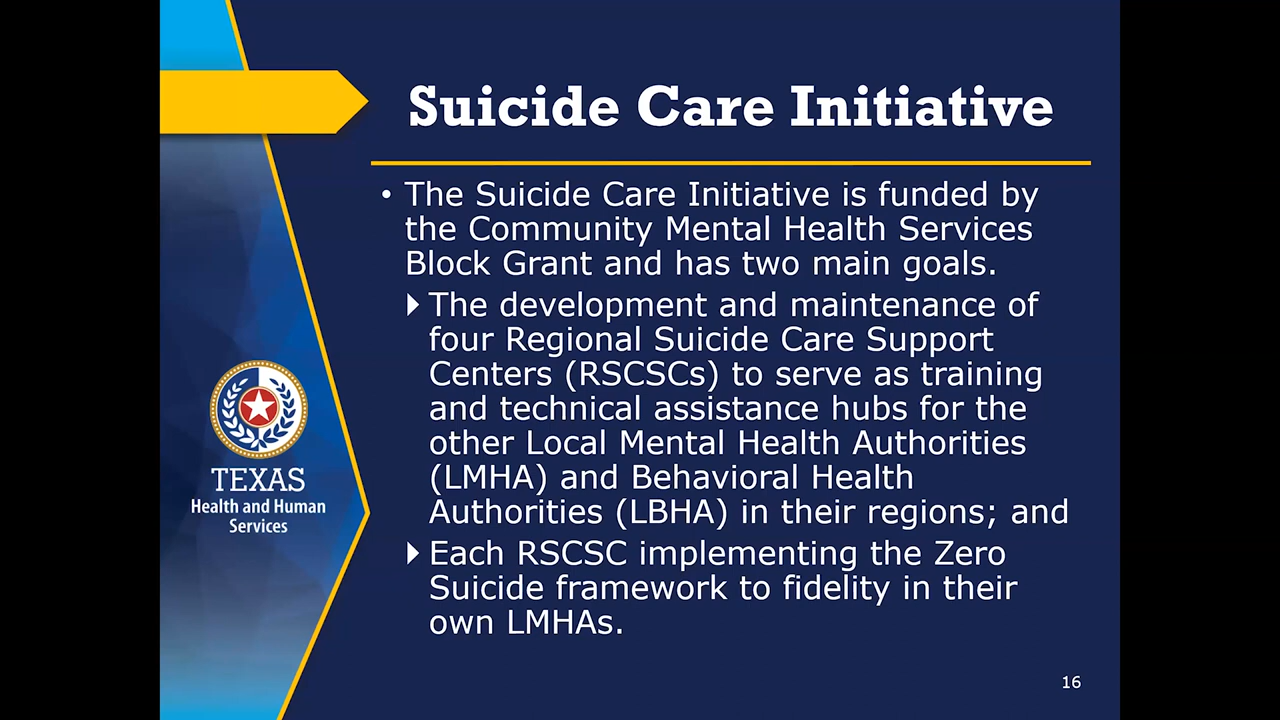 Suicide Care Initiative
• The Suicide Care Initiative is funded by
the Community Mental Health Services
Block Grant and has two main goals.
The development and maintenance of
four Regional Suicide Care Support
Centers (RSCSCs) to serve as training
and technical assistance hubs for the
other Local Mental Health Authorities
(LMHA) and Behavioral Health
Authorities (LBHA) in their regions; and
Each RSCSC implementing the Zero
Suicide framework to fidelity in their
own LMHAs.
TEXAS
Health and Human
Services
16